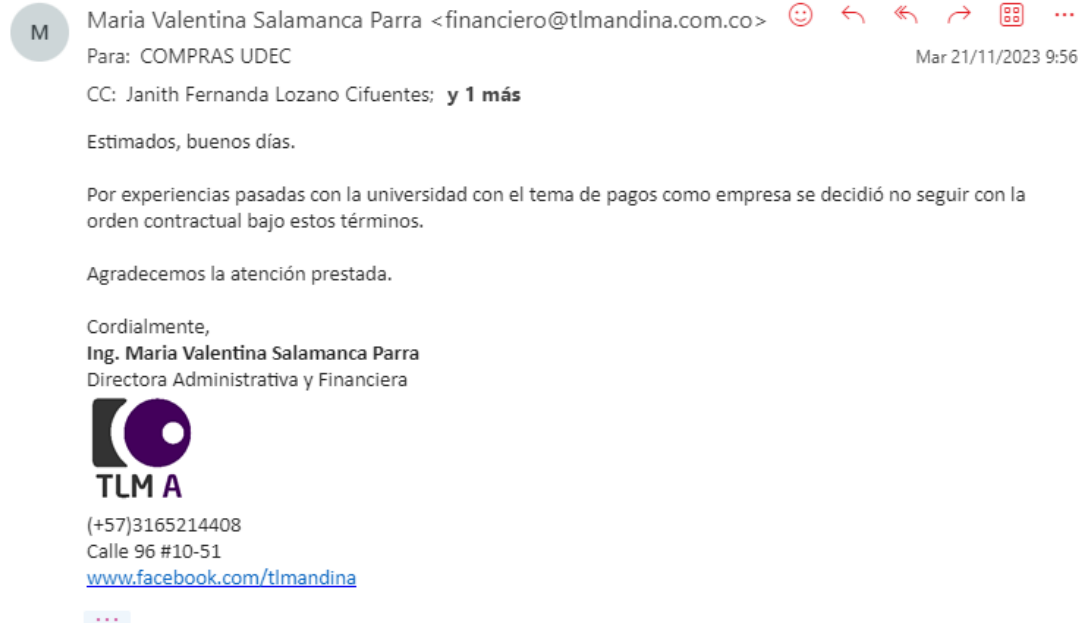 M
Maria Valentina Salamanca Parra <financiero@tlmandina.com.co>
Para: COMPRAS UDEC
Mar 21/11/2023 9:56
CC: Janith Fernanda Lozano Cifuentes; y 1 más
Estimados, buenos días.
Por experiencias pasadas con la universidad con el tema de pagos como empresa se decidió no seguir con la
orden contractual bajo estos términos.
Agradecemos la atención prestada.
Cordialmente,
Ing. Maria Valentina Salamanca Parra
Directora Administrativa y Financiera
TLM A
(+57)3165214408
Calle 96 #10-51
www.facebook.com/tlmandina